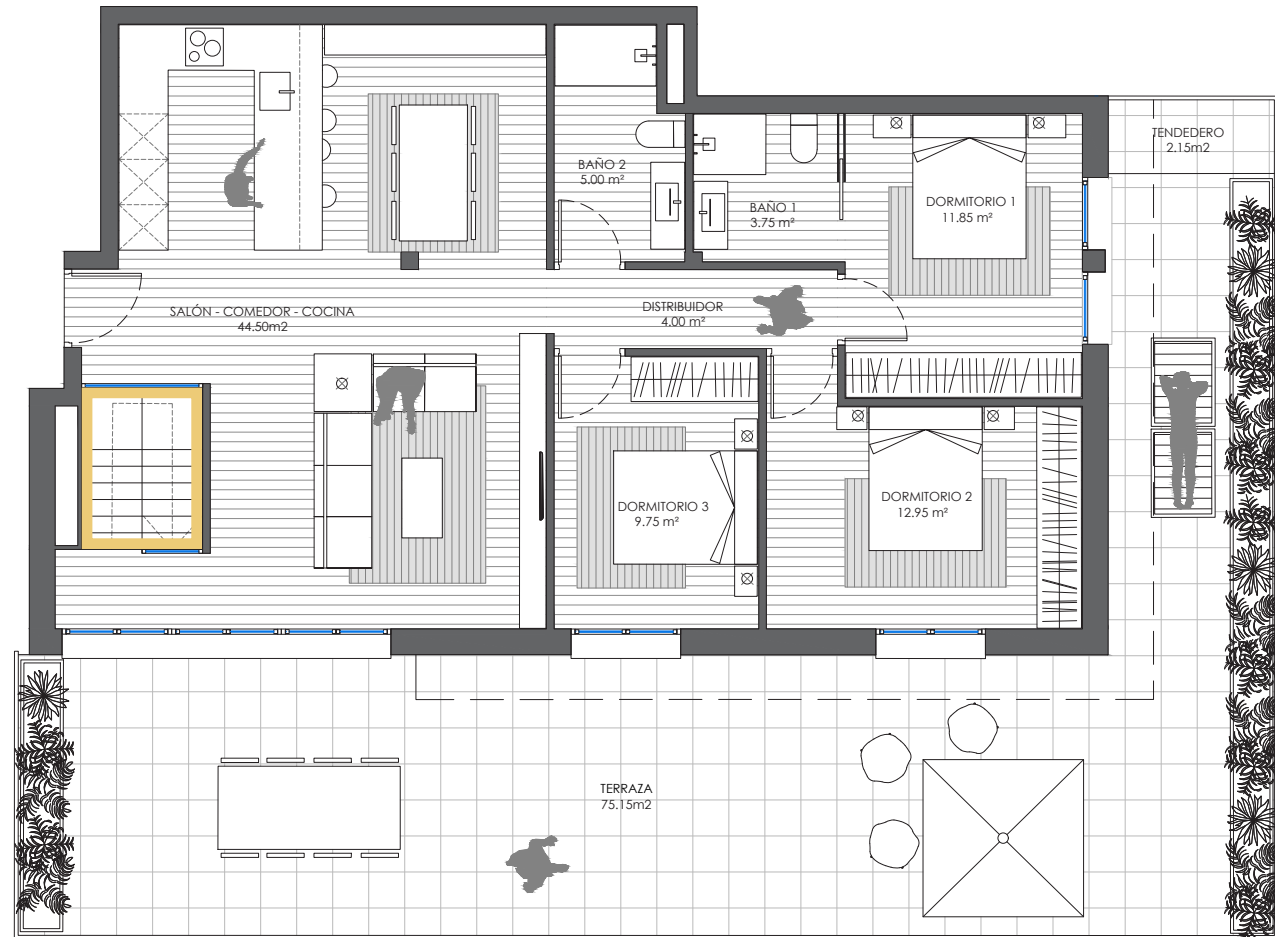 TENDEDERO
2.15m2
BAÑO 2
5.00 m²
BAÑO 1
3.75 m²
DORMITORIO 1
11.85 m²
SALÓN - COMEDOR - COCINA
44.50m2
DISTRIBUIDOR
4.00 m²
DORMITORIO 3
9.75 m²
DORMITORIO 2
12.95 m²
TERRAZA
75.15m2